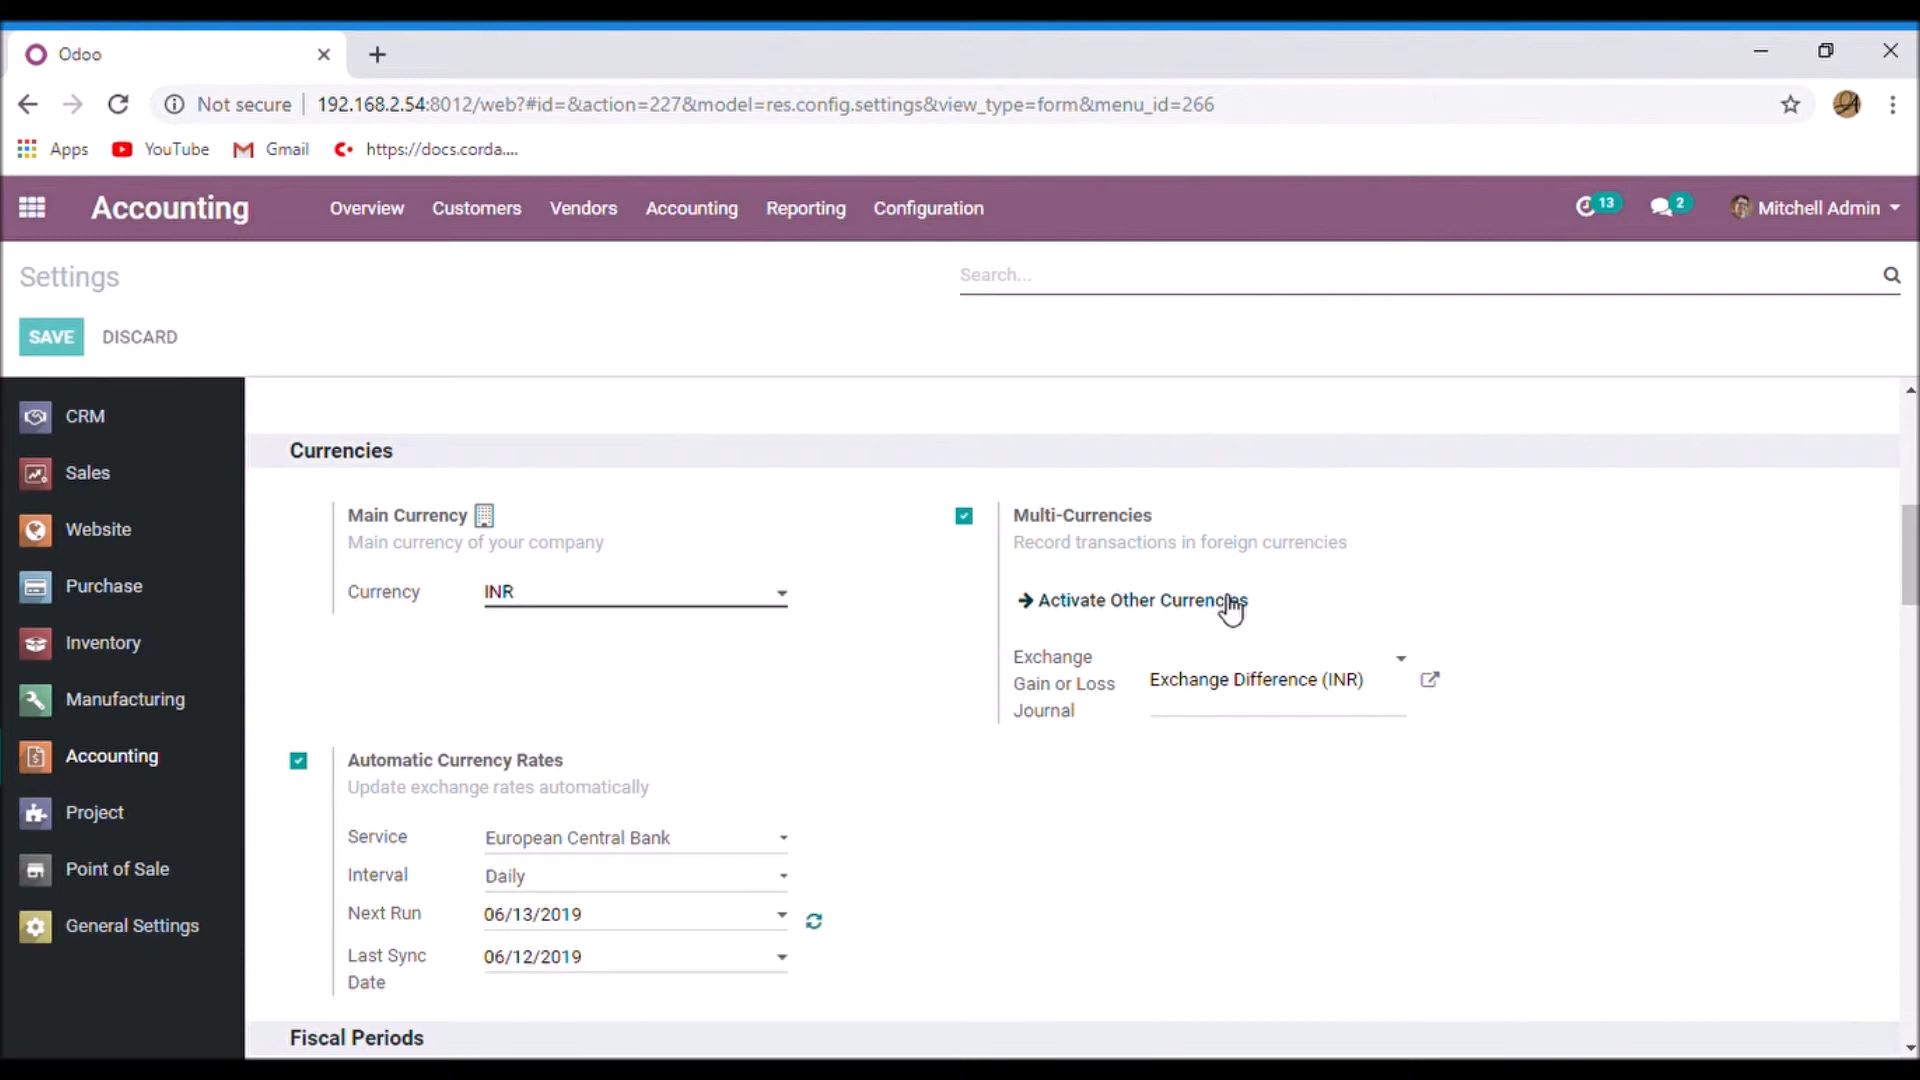 Odoo
Not secure
192.168.2.54:8012/web?#id=&action=227&model=res.config.settings&view_type=form&menu_id=266
Apps
YouTube
Gmail
https://docs.corda....
Accounting
Overview
Customers
Vendors
Accounting
Reporting
Configuration
13
2
Mitchell Admin
Settings
Search...
SAVE
DISCARD
CRM
Sales
Website
Purchase
Inventory
Manufacturing
Accounting
Project
Point of Sale
General Settings
Currencies
Main Currency
Main currency of your company
Currency
INR
Multi-Currencies
Record transactions in foreign currencies
Activate Other Currencies
Exchange
Gain or Loss
Journal
Exchange Difference (INR)
Automatic Currency Rates
Update exchange rates automatically
Service
European Central Bank
Interval
Daily
Next Run
06/13/2019
Last Sync
Date
06/12/2019
Fiscal Periods